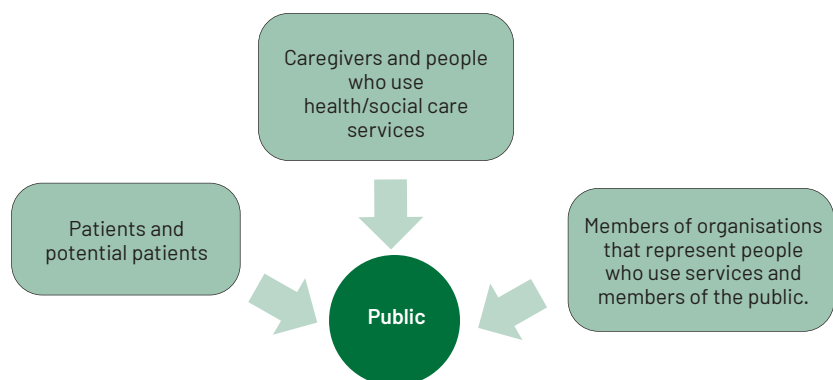 Caregivers and people
who use
health/social care
services
Patients and
potential patients
Members of organisations
that represent people
who use services and
members of the public.
Public